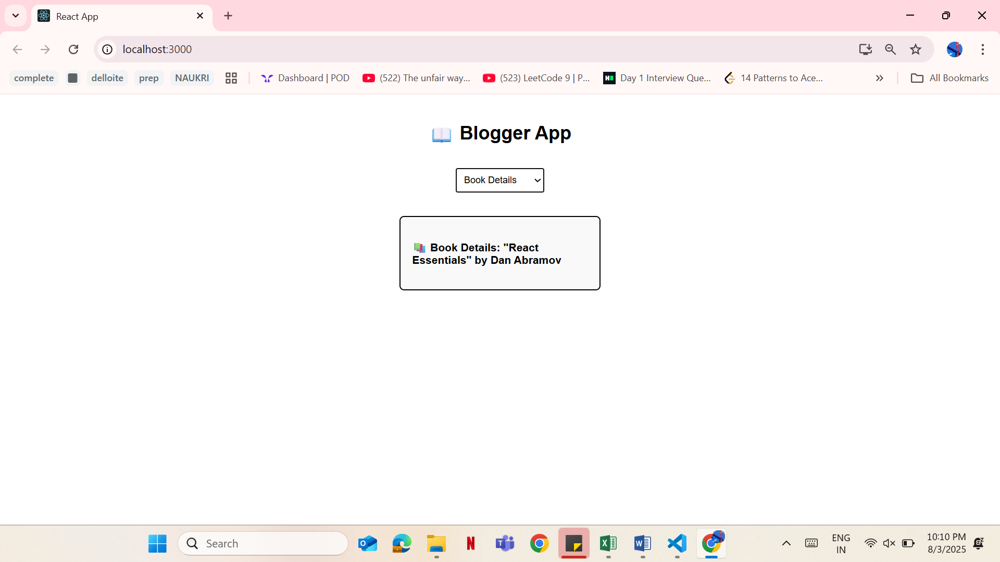 React App
localhost:3000
complete delloite prep NAUKRI Dashboard | POD (522) The unfair way... (523) LeetCode 9 | P... Day 1 Interview Que... 14 Patterns to Ace... All Bookmarks
📖 Blogger App
Book Details
📚 Book Details: "React
Essentials" by Dan Abramov
Search
ENG
IN
10:10 PM
8/3/2025